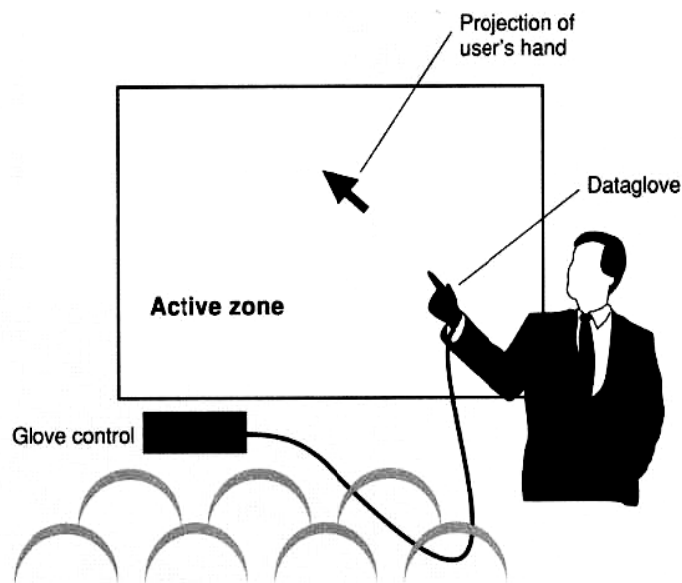 Projection of
user's hand
Dataglove
Active zone
Glove control